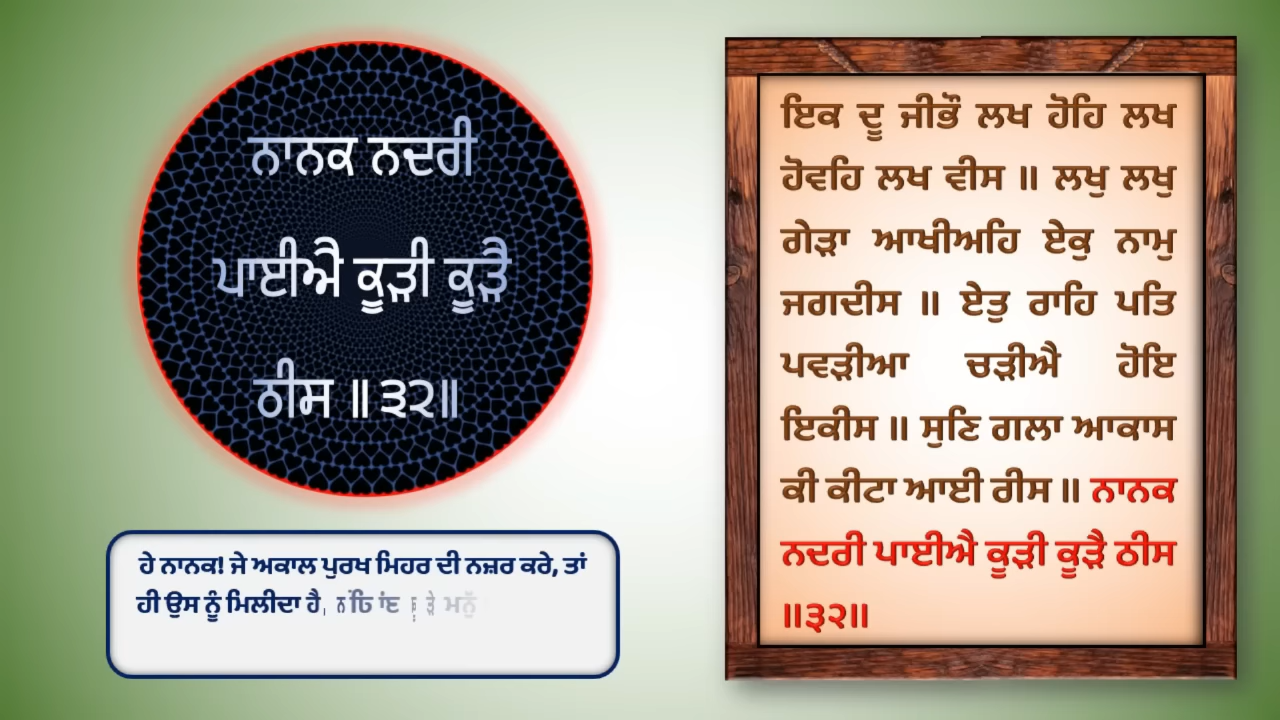 ਨਾਨਕ ਨਦਰੀ
ਪਾਈਐ ਕੂੜੀ ਕੂੜੈ
ਠੀਸ ॥੩੨॥
ਹੇ ਨਾਨਕ! ਜੇ ਅਕਾਲ ਪੁਰਖ ਮਿਹਰ ਦੀ ਨਜ਼ਰ ਕਰੇ, ਤਾਂ
ਹੀ ਉਸ ਨੂੰ ਮਿਲੀਦਾ ਹੈ,
ਇਕ ਦੂ ਜੀਭੌ ਲਖ ਹੋਹਿ ਲਖ
ਹੋਵਹਿ ਲਖ ਵੀਸ ॥ ਲਖੁ ਲਖੁ
ਗੇੜਾ ਆਖੀਅਹਿ ਏਕੁ ਨਾਮੁ
ਜਗਦੀਸ ॥ ਏਤੁ ਰਾਹਿ ਪਤਿ
ਪਵੜੀਆ ਚੜੀਐ ਹੋਇ
ਇਕੀਸ ॥ ਸੁਣਿ ਗਲਾ ਆਕਾਸ
ਕੀ ਕੀਟਾ ਆਈ ਰੀਸ ॥ ਨਾਨਕ
ਨਦਰੀ ਪਾਈਐ ਕੂੜੀ ਕੂੜੈ ਠੀਸ
॥੩੨॥